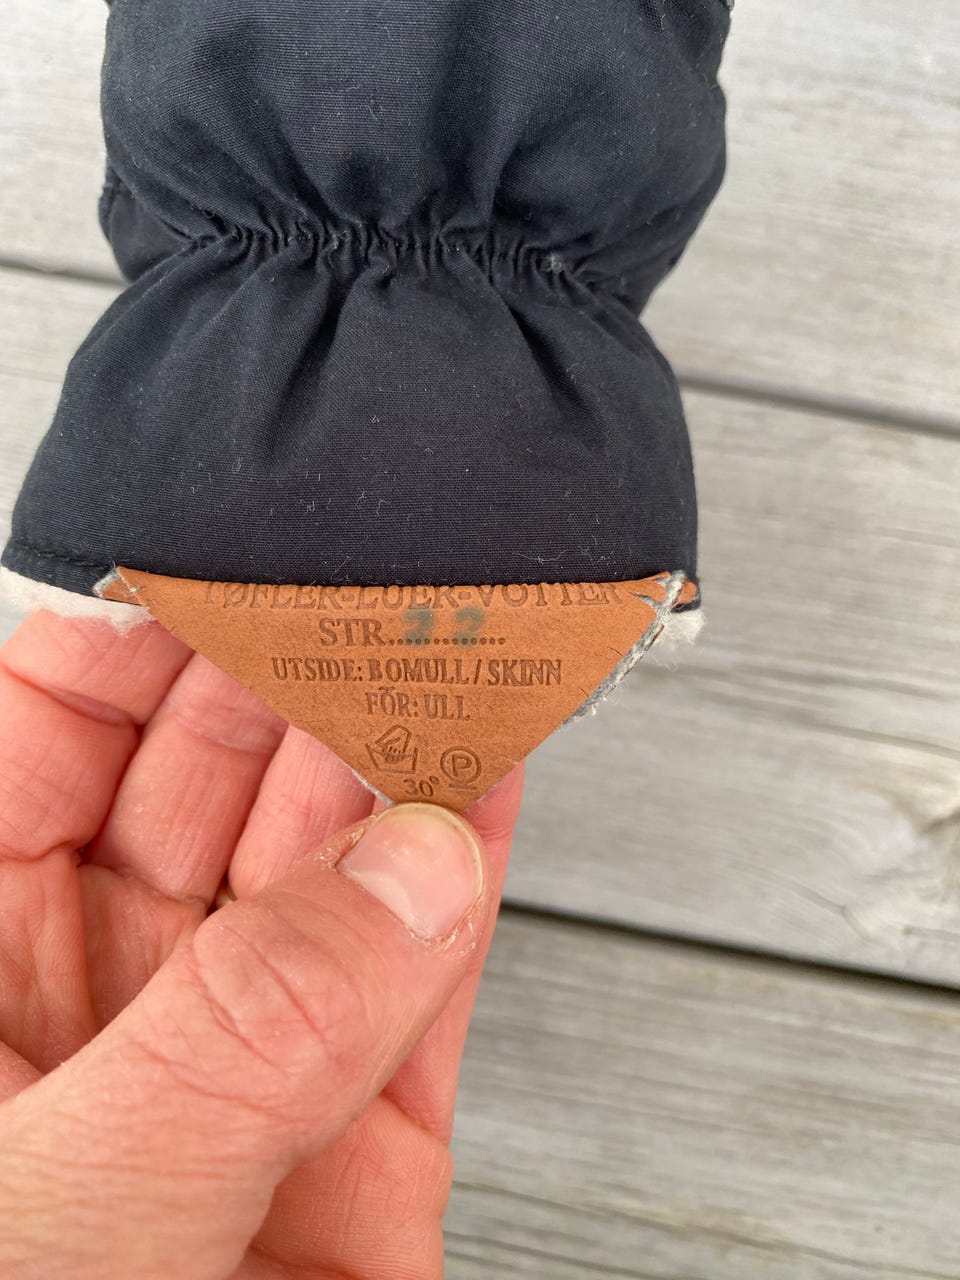 TØFLER-LUER-VOTTER
STR..............
UTSIDE: BOMULL / SKINN
FÖR: ULL
P
30°